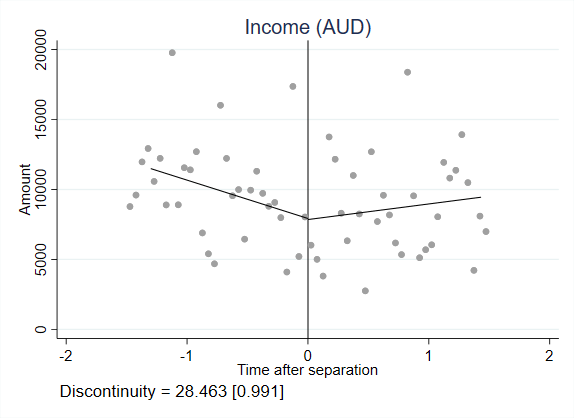 Income (AUD)
20000
15000
10000
5000
0
Amount
-2 -1 0 1 2
Time after separation
Discontinuity = 28.463 [0.991]